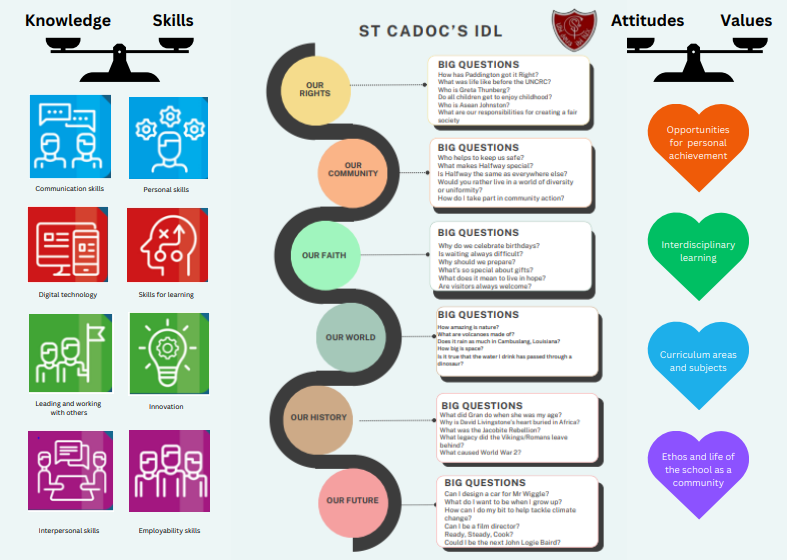 Knowledge
Skills
Communication skills
Personal skills
Digital technology
Skills for learning
Leading and working
with others
Innovation
Interpersonal skills
Employability skills
ST CADOC'S IDL
OUR
RIGHTS
BIG QUESTIONS
How has Paddington got it Right?
What was life like before the UNCRC?
Who is Greta Thunberg?
Do all children get to enjoy childhood?
Who is Asean Johnston?
What are our responsibilities for creating a fair
society
OUR
COMMUNITY
BIG QUESTIONS
Who helps to keep us safe?
What makes Halfway special?
Is Halfway the same as everywhere else?
Would you rather live in a world of diversity
or uniformity?
How do I take part in community action?
OUR FAITH
BIG QUESTIONS
Why do we celebrate birthdays?
Is waiting always difficult?
Why should we prepare?
What's so special about gifts?
What does it mean to live in hope?
Are visitors always welcome?
OUR WORLD
BIG QUESTIONS
How amazing is nature?
What are volcanoes made of?
Does it rain as much in Cambuslang, Louisiana?
How big is space?
Is it true that the water I drink has passed through a
dinosaur?
OUR HISTORY
BIG QUESTIONS
What did Gran do when she was my age?
Why is David Livingstone's heart buried in Africa?
What was the Jacobite Rebellion?
What legacy did the Vikings/Romans leave
behind?
What caused World War 2?
OUR FUTURE
BIG QUESTIONS
Can I design a car for Mr Wiggle?
What do I want to be when I grow up?
How can I do my bit to help tackle climate
change?
Can I be a film director?
Ready, Steady, Cook?
Could I be the next John Logie Baird?
Attitudes
Values
Opportunities
for personal
achievement
Interdisciplinary
learning
Curriculum areas
and subjects
Ethos and life of
the school as a
community